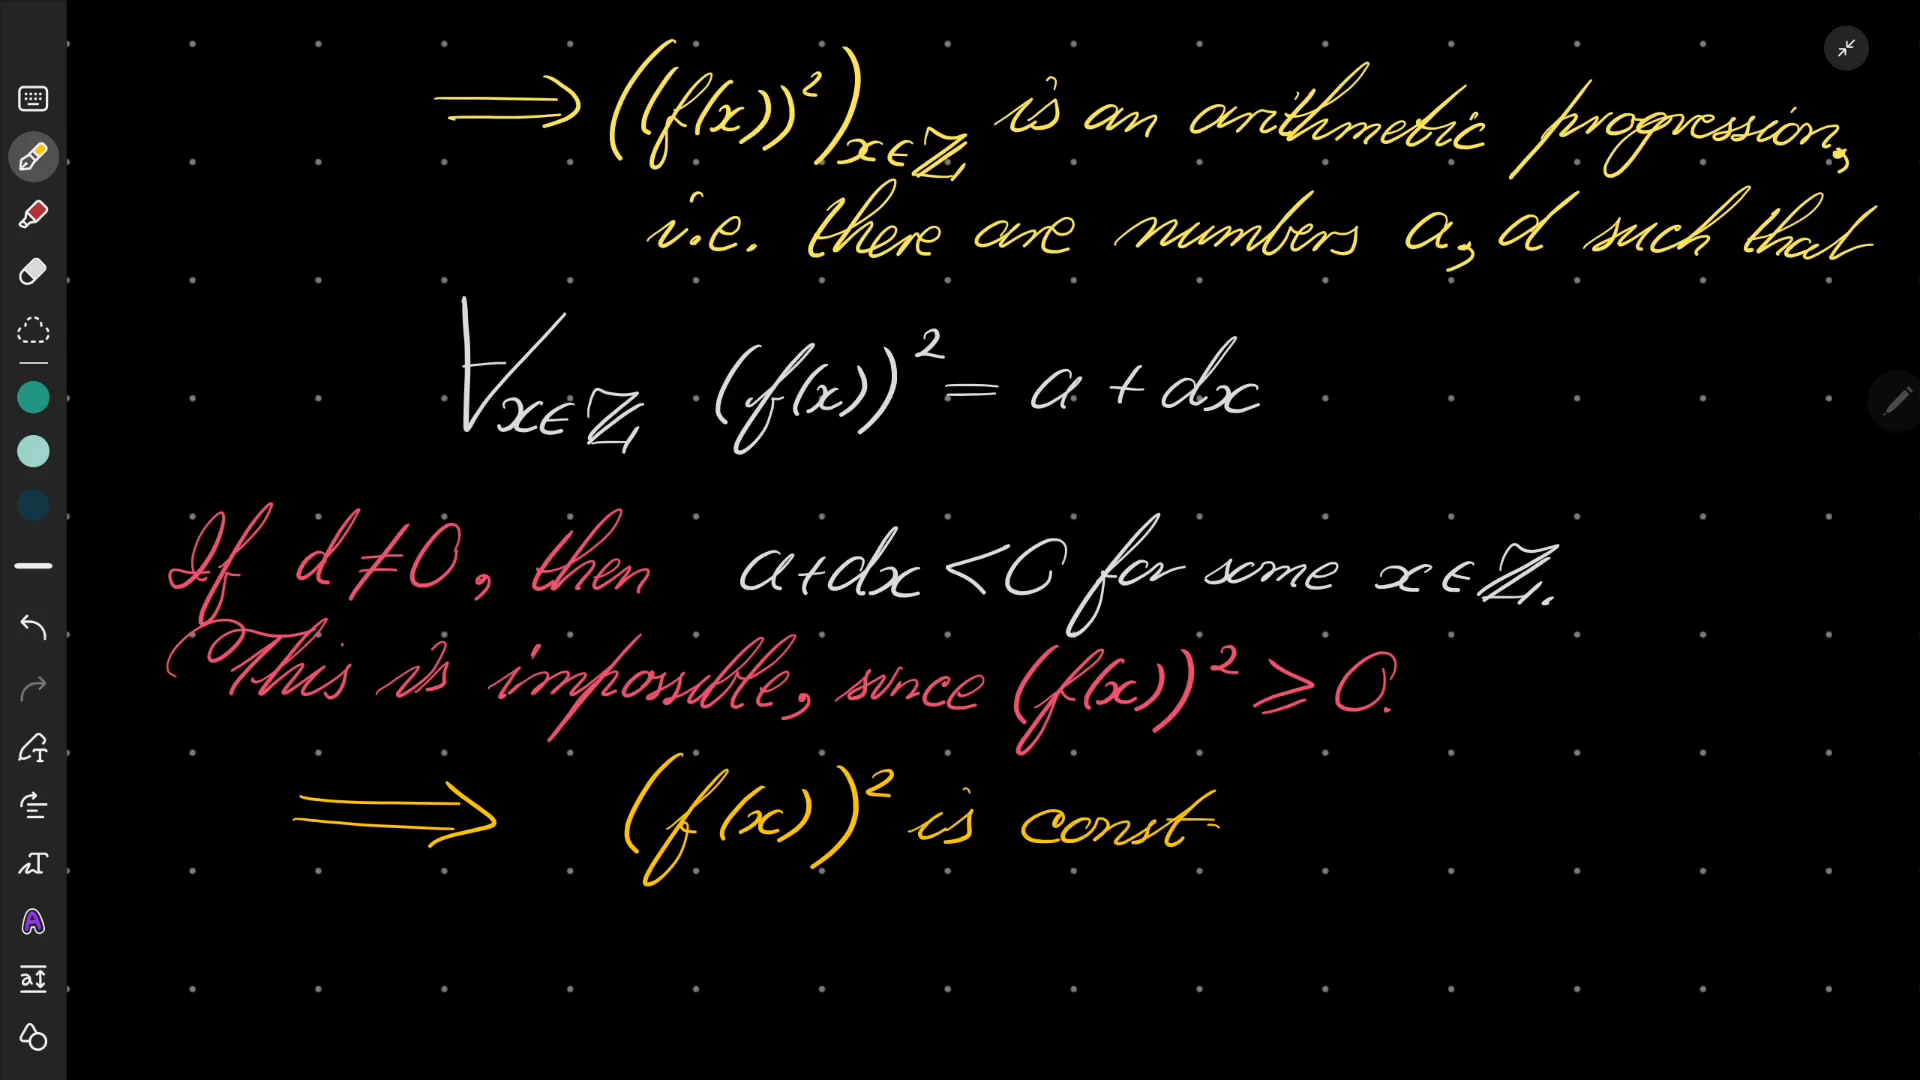 ⟹ ((f(x))²)ₓ∈ℤ is an arithmetic progression,
i.e. there are numbers a, d such that
∀ₓ∈ℤ (f(x))² = a + dx
If d ≠ 0, then a+dx < 0 for some x ∈ ℤ.
This is impossible, since (f(x))² ⩾ 0.
⟹ (f(x))² is const